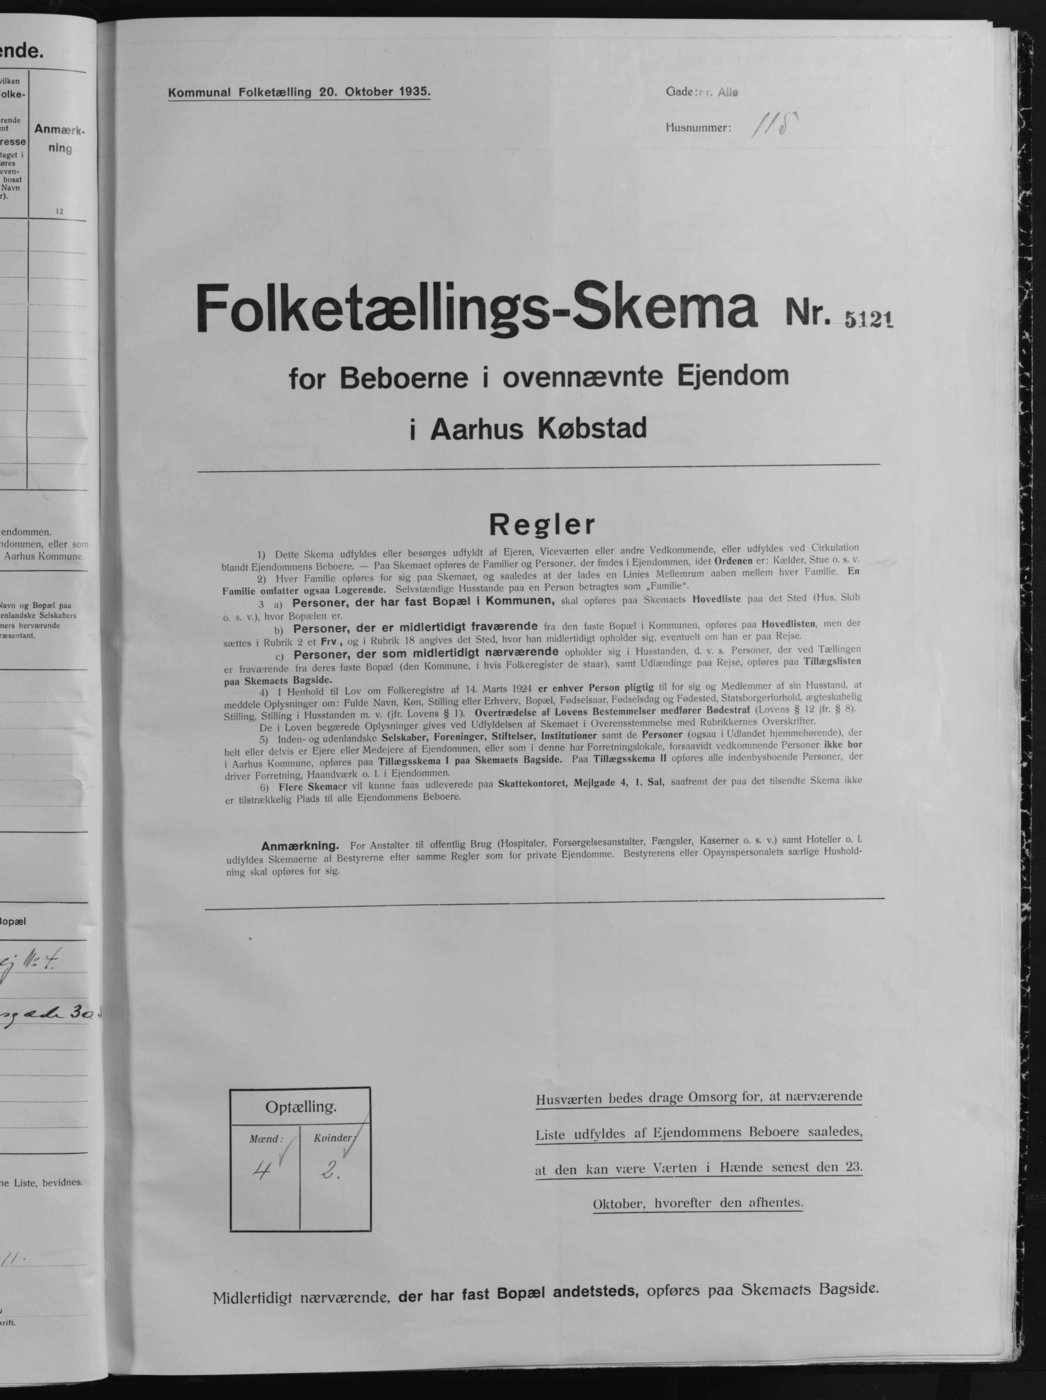 Kommunal Folketælling 20. Oktober 1935.
Gade: Fr. Alle
Husnummer: 118
Folketællings-Skema Nr. 5121
for Beboerne i ovennævnte Ejendom
i Aarhus Købstad
Regler
1) Dette Skema udfyldes eller besørges udfyldt af Ejeren, Viceværten eller andre Vedkommende, eller udfyldes ved Cirkulation
blandt Ejendommens Beboere. — Paa Skemaet opføres de Familier og Personer, der findes i Ejendommen, idet Ordenen er: Kælder, Stue o. s. v.
2) Hver Familie opføres for sig paa Skemaet, og saaledes at der lades en Linies Mellemrum aaben mellem hver Familie. En
Familie omfatter ogsaa Logerende. Selvstændige Husstande paa en Person betragtes som „Familie“.
3 a) Personer, der har fast Bopæl i Kommunen, skal opføres paa Skemaets Hovedliste paa det Sted (Hus, Skib
o. s. v.), hvor Bopælen er.
b) Personer, der er midlertidigt fraværende fra den faste Bopæl i Kommunen, opføres paa Hovedlisten, men der
sættes i Rubrik 2 et Frv, og i Rubrik 18 angives det Sted, hvor han midlertidigt opholder sig, eventuelt om han er paa Rejse.
c) Personer, der som midlertidigt nærværende opholder sig i Husstanden, d. v. s. Personer, der ved Tællingen
er fraværende fra deres faste Bopæl (den Kommune, i hvis Folkeregister de staar), samt Udlændinge paa Rejse, opføres paa Tillægslisten
paa Skemaets Bagside.
4) I Henhold til Lov om Folkeregistre af 14. Marts 1924 er enhver Person pligtig til for sig og Medlemmer af sin Husstand, at
meddele Oplysninger om: Fulde Navn, Køn, Stilling eller Erhverv, Bopæl, Fødselsaar, Fødselsdag og Fødested, Statsborgerforhold, ægteskabelig
Stilling, Stilling i Husstanden m. v. (jfr. Lovens § 1). Overtrædelse af Lovens Bestemmelser medfører Bødestraf (Lovens § 12 jfr. § 8).
De i Loven begærede Oplysninger gives ved Udfyldelsen af Skemaet i Overensstemmelse med Rubrikkernes Overskrifter.
5) Inden- og udenlandske Selskaber, Foreninger, Stiftelser, Institutioner samt de Personer (ogsaa i Udlandet hjemmehørende), der
helt eller delvis er Ejere eller Medejere af Ejendommen, eller som i denne har Forretningslokale, forsaavidt vedkommende Personer ikke bor
i Aarhus Kommune, opføres paa Tillægsskema I paa Skemaets Bagside. Paa Tillægsskema II opføres alle indenbysboende Personer, der
driver Forretning, Haandværk o. l. i Ejendommen.
6) Flere Skemaer vil kunne faas udleverede paa Skattekontoret, Mejlgade 4, 1. Sal, saafremt der paa det tilsendte Skema ikke
er tilstrækkelig Plads til alle Ejendommens Beboere.
Anmærkning. For Anstalter til offentlig Brug (Hospitaler, Forsørgelsesanstalter, Fængsler, Kaserner o. s. v.) samt Hoteller o. l.
udfyldes Skemaerne af Bestyrerne efter samme Regler som for private Ejendomme. Bestyrerens eller Opsynspersonalets særlige Hushold-
ning skal opføres for sig.
Optælling.
Mænd: Kvinder:
4 2.
Husværten bedes drage Omsorg for, at nærværende
Liste udfyldes af Ejendommens Beboere saaledes,
at den kan være Værten i Hænde senest den 23.
Oktober, hvorefter den afhentes.
Midlertidigt nærværende, der har fast Bopæl andetsteds, opføres paa Skemaets Bagside.